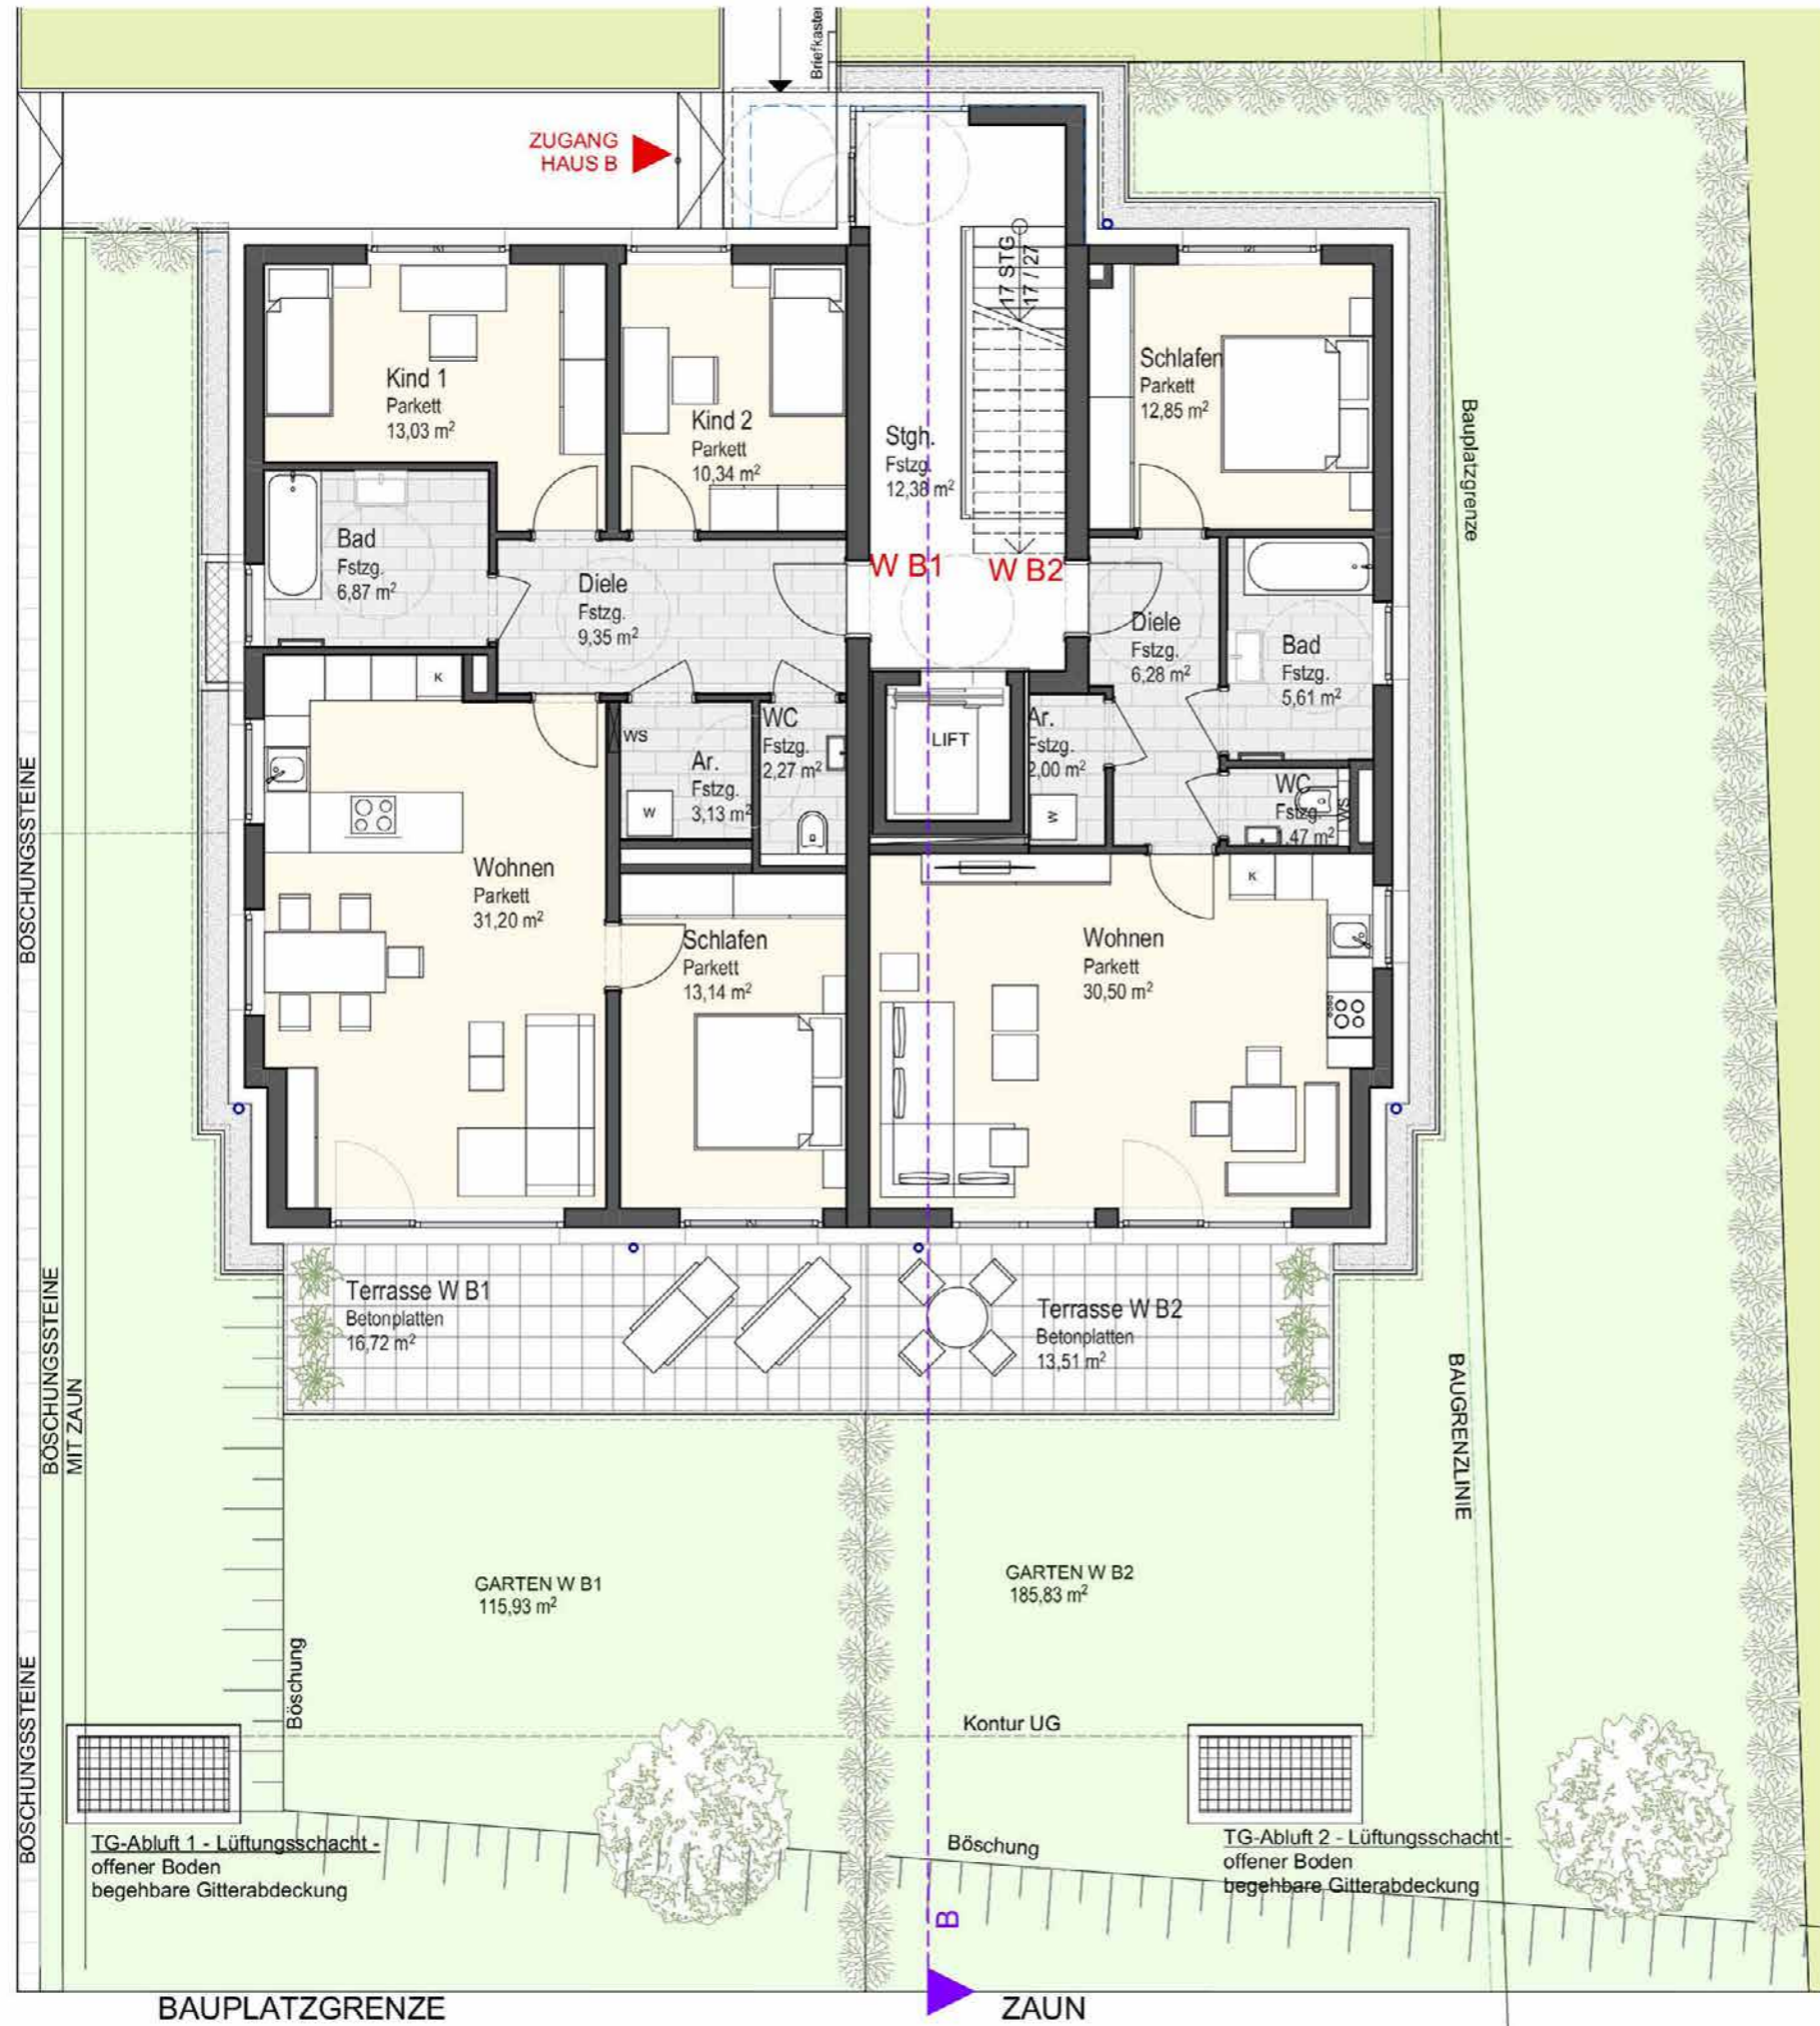 Briefkasten
ZUGANG
HAUS B
17 STG
17 / 27
Kind 1
Parkett
13,03 m²
Kind 2
Parkett
10,34 m²
Stgh.
Fstzg.
12,38 m²
Schlafen
Parkett
12,85 m²
Bauplatzgrenze
Bad
Fstzg.
6,87 m²
Diele
Fstzg.
9,35 m²
W B1
W B2
Diele
Fstzg.
6,28 m²
Bad
Fstzg.
5,61 m²
K
WS
Ar.
Fstzg.
3,13 m²
W
WC
Fstzg.
2,27 m²
LIFT
Ar.
Fstzg.
2,00 m²
W
WC
Fstzg.
,47 m²
WS
K
BÖSCHUNGSSTEINE
Wohnen
Parkett
31,20 m²
Schlafen
Parkett
13,14 m²
Wohnen
Parkett
30,50 m²
BÖSCHUNGSSTEINE
MIT ZAUN
Terrasse W B1
Betonplatten
16,72 m²
Terrasse W B2
Betonplatten
13,51 m²
BAUGRENZLINIE
GARTEN W B1
115,93 m²
GARTEN W B2
185,83 m²
Böschung
Kontur UG
BÖSCHUNGSSTEINE
TG-Abluft 1 - Lüftungsschacht -
offener Boden
begehbare Gitterabdeckung
Böschung
TG-Abluft 2 - Lüftungsschacht -
offener Boden
begehbare Gitterabdeckung
B
BAUPLATZGRENZE
ZAUN